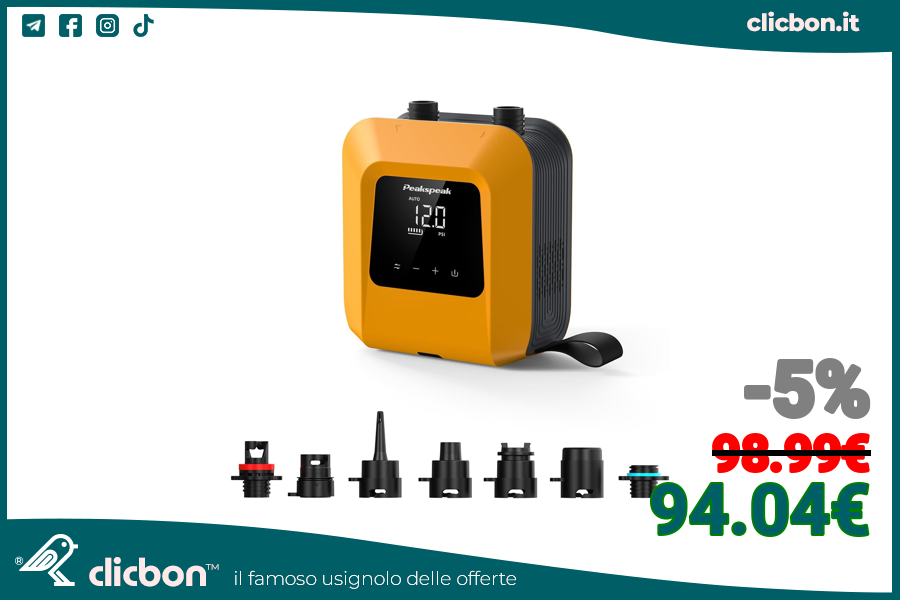 clicbon.it
Peakspeak
AUTO
12.0
PSI
-5%
98.99€
94.04€
® clicbon™ il famoso usignolo delle offerte